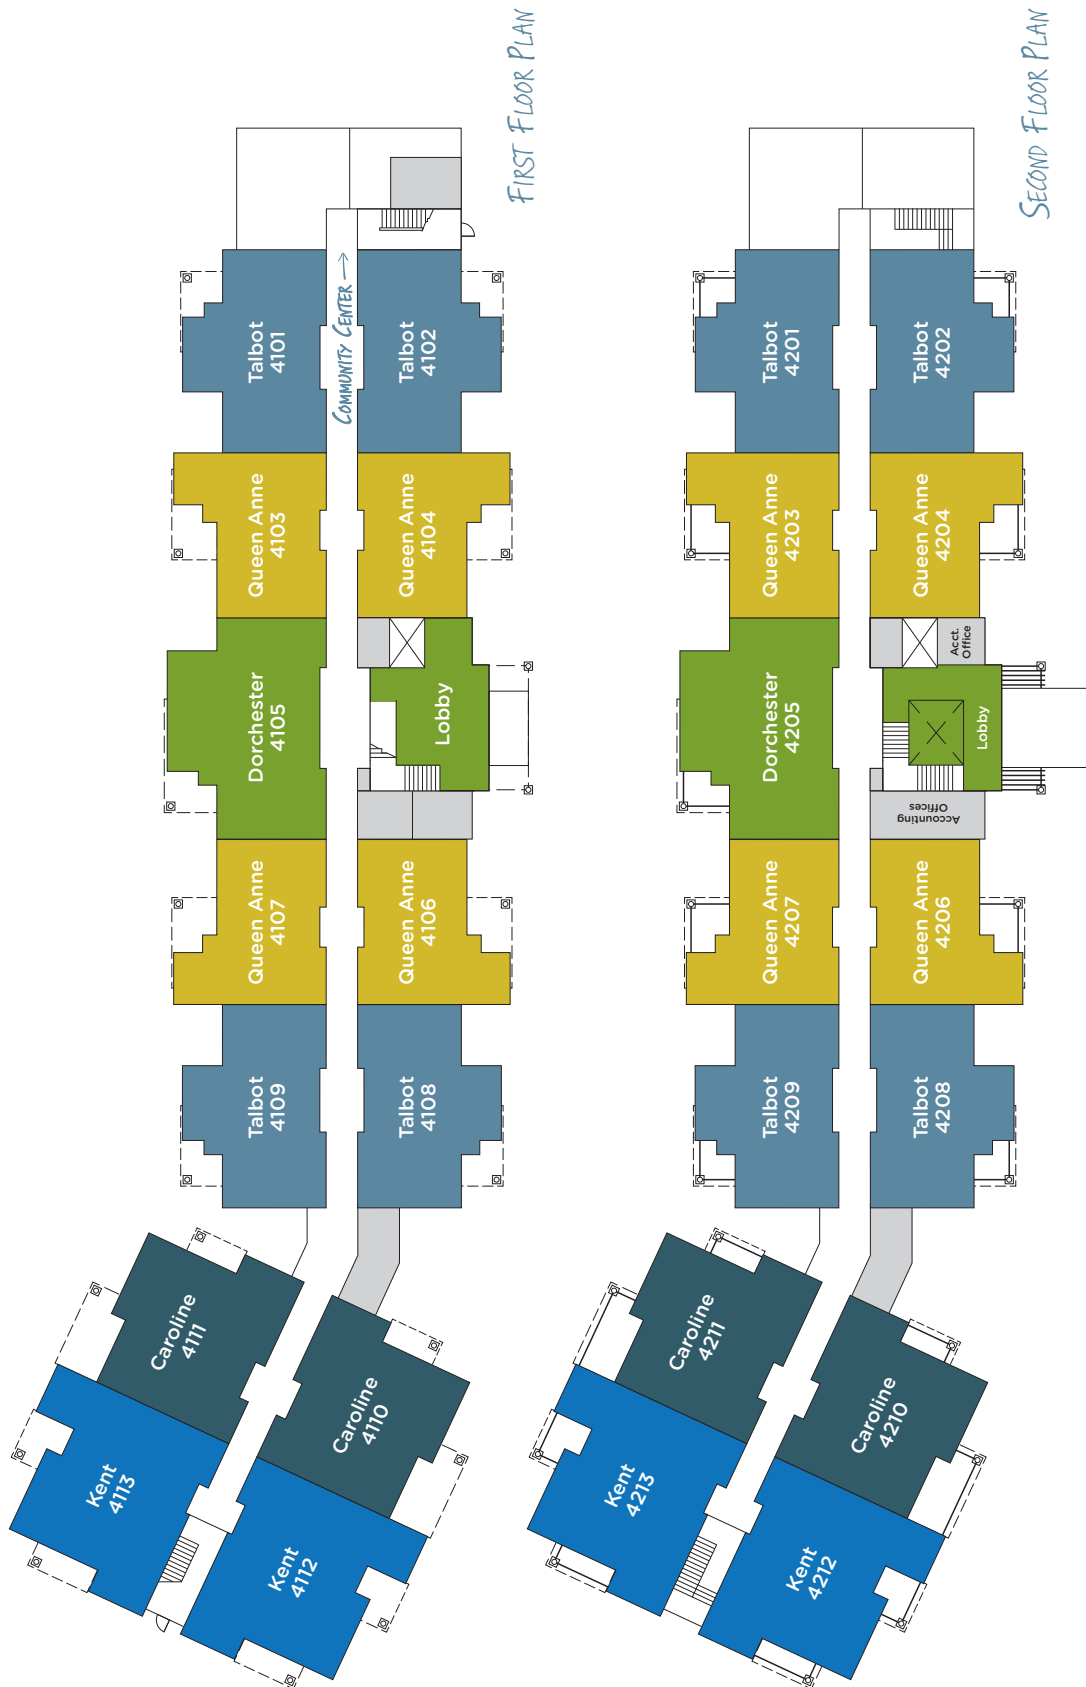 FIRST FLOOR PLAN
COMMUNITY CENTER
Talbot
4101
Talbot
4102
Queen Anne
4103
Queen Anne
4104
Dorchester
4105
Lobby
Queen Anne
4107
Queen Anne
4106
Talbot
4109
Talbot
4108
Caroline
4111
Caroline
4110
Kent
4113
Kent
4112
SECOND FLOOR PLAN
Talbot
4201
Talbot
4202
Queen Anne
4203
Queen Anne
4204
Dorchester
4205
Acct.
Office
Lobby
Accounting
Offices
Queen Anne
4207
Queen Anne
4206
Talbot
4209
Talbot
4208
Caroline
4211
Caroline
4210
Kent
4213
Kent
4212